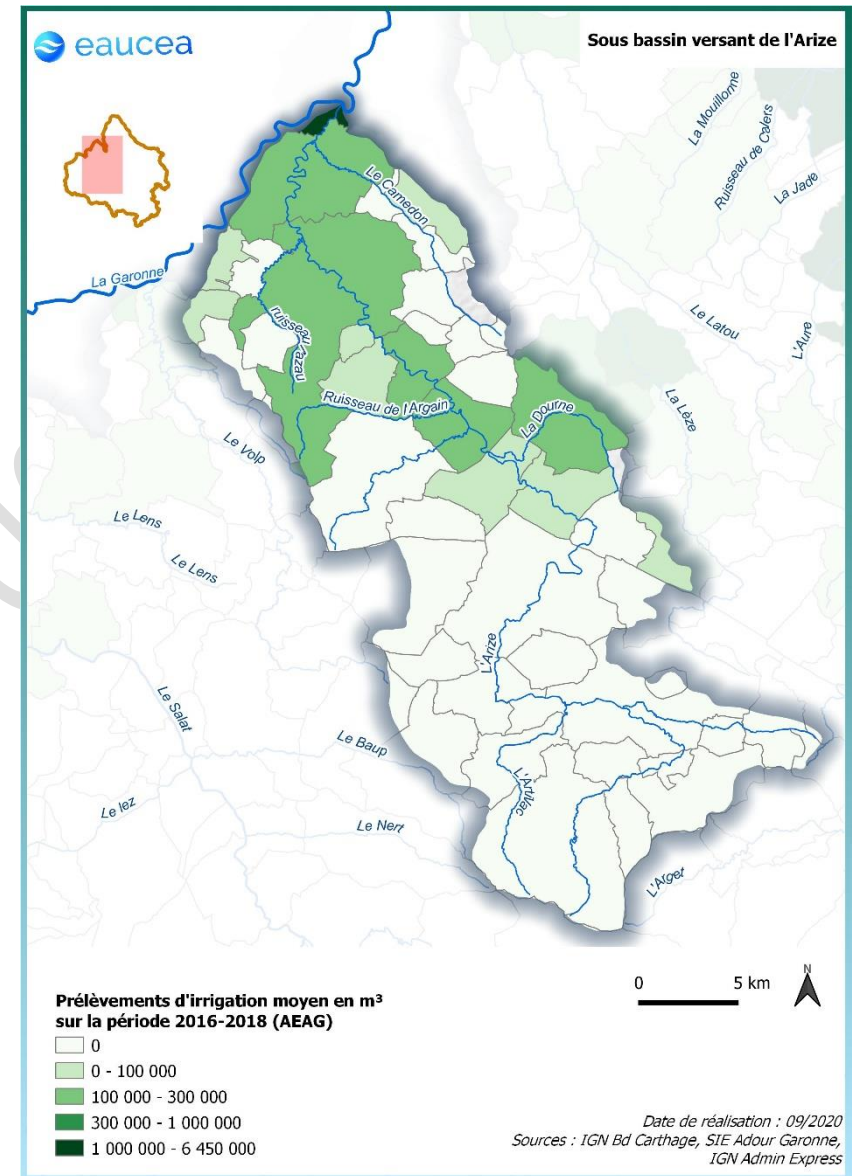 eaucea
Sous bassin versant de l'Arize
La Mouillonne
Ruisseau de Calers
La Jade
Le Camedon
La Garonne
Le Latou
L'Aure
ruisseau
azau
La Lèze
Ruisseau de l'Argain
La Dourne
Le Volp
Le Lens
Le Lens
L'Arize
Le Salat
Le Baup
L'Artillac
Le lez
Le Nert
L'Arget
0 5 km
N
Prélèvements d'irrigation moyen en m³
sur la période 2016-2018 (AEAG)
0
0 - 100 000
100 000 - 300 000
300 000 - 1 000 000
1 000 000 - 6 450 000
Date de réalisation : 09/2020
Sources : IGN Bd Carthage, SIE Adour Garonne,
IGN Admin Express